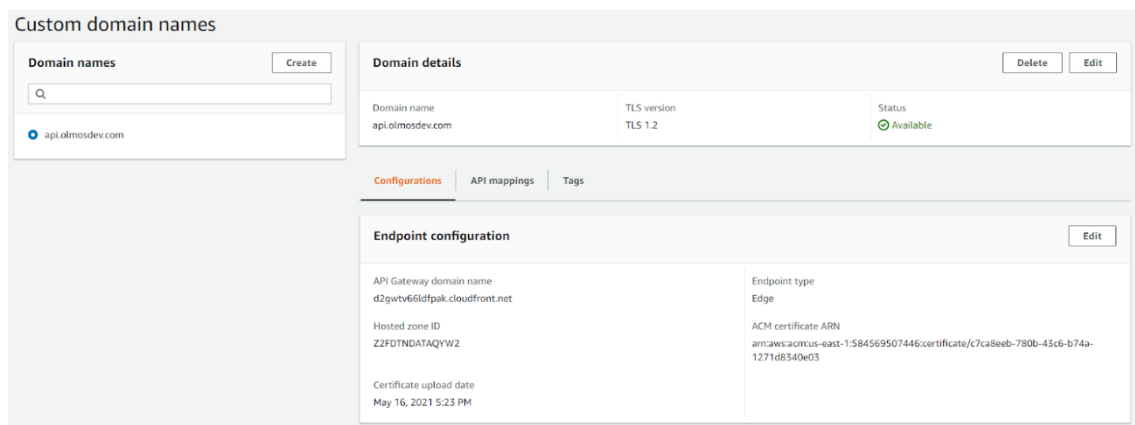 Custom domain names
Domain names
Create
api.olmosdev.com
Domain details
Delete
Edit
Domain name
api.olmosdev.com
TLS version
TLS 1.2
Status
Available
Configurations
API mappings
Tags
Endpoint configuration
Edit
API Gateway domain name
d2gwtv66ldfpak.cloudfront.net
Endpoint type
Edge
Hosted zone ID
Z2FDTNDATAQYW2
ACM certificate ARN
arn:aws:acm:us-east-1:584569507446:certificate/c7ca8eeb-780b-43c6-b74a-
1271d8340e03
Certificate upload date
May 16, 2021 5:23 PM